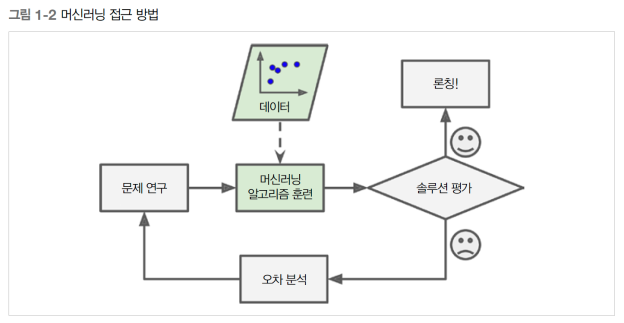 그림 1-2 머신러닝 접근 방법
데이터
론칭!
문제 연구
머신러닝
알고리즘 훈련
솔루션 평가
오차 분석